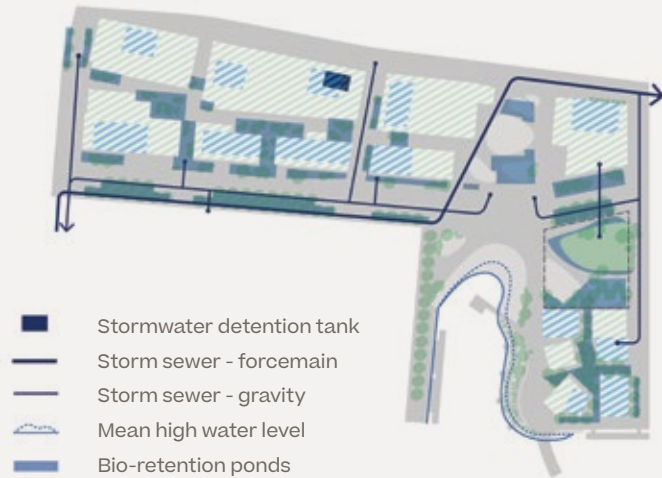 Stormwater detention tank
Storm sewer - forcemain
Storm sewer - gravity
Mean high water level
Bio-retention ponds